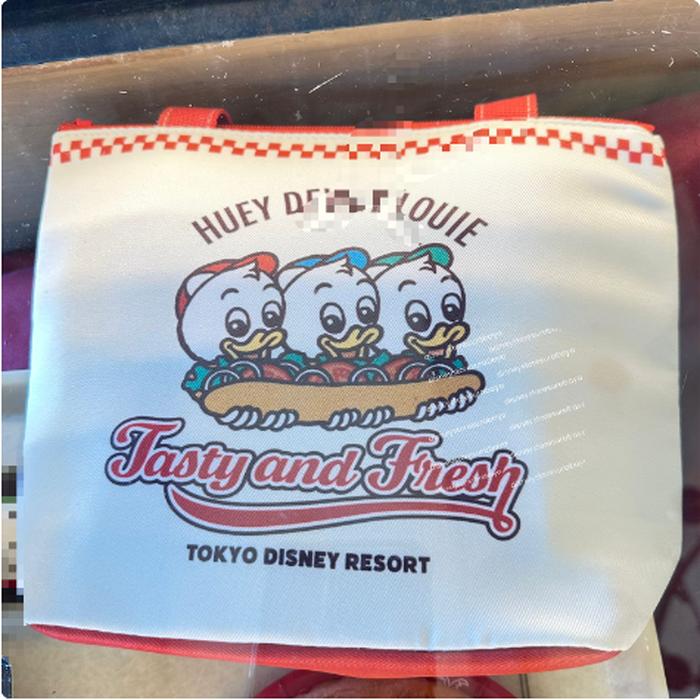 HUEY LOUIE
Tasty and Fresh
TOKYO DISNEY RESORT